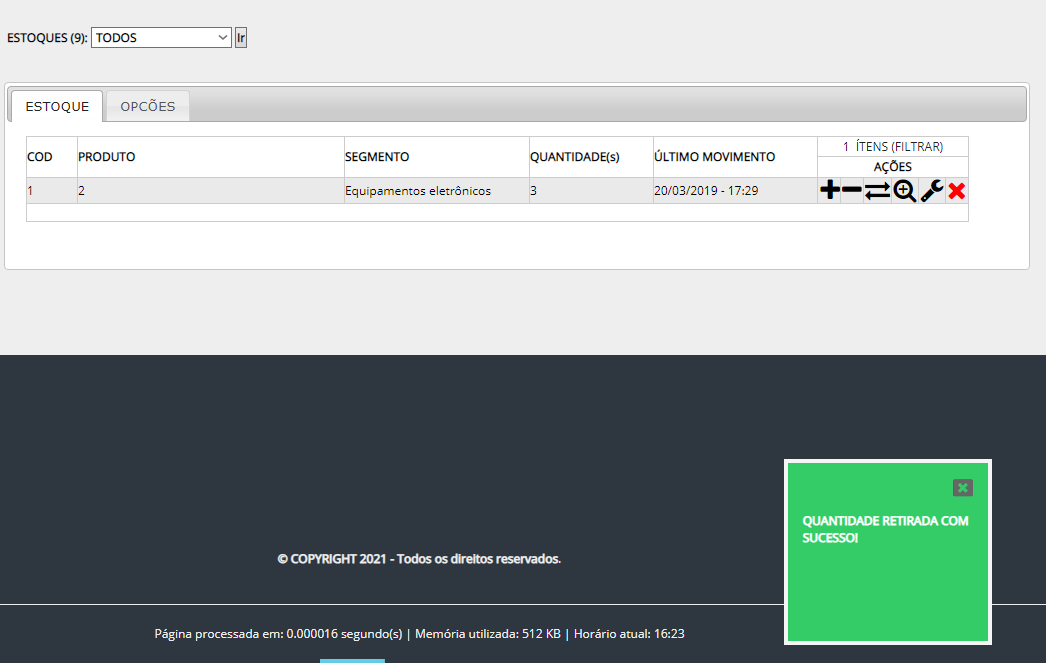 ESTOQUES (9): TODOS Ir
ESTOQUE OPCÕES
1 ÍTENS (FILTRAR)
COD PRODUTO SEGMENTO QUANTIDADE(s) ÚLTIMO MOVIMENTO AÇÕES
1 2 Equipamentos eletrônicos 3 20/03/2019 - 17:29
QUANTIDADE RETIRADA COM
SUCESSO!
© COPYRIGHT 2021 - Todos os direitos reservados.
Página processada em: 0.000016 segundo(s) | Memória utilizada: 512 KB | Horário atual: 16:23